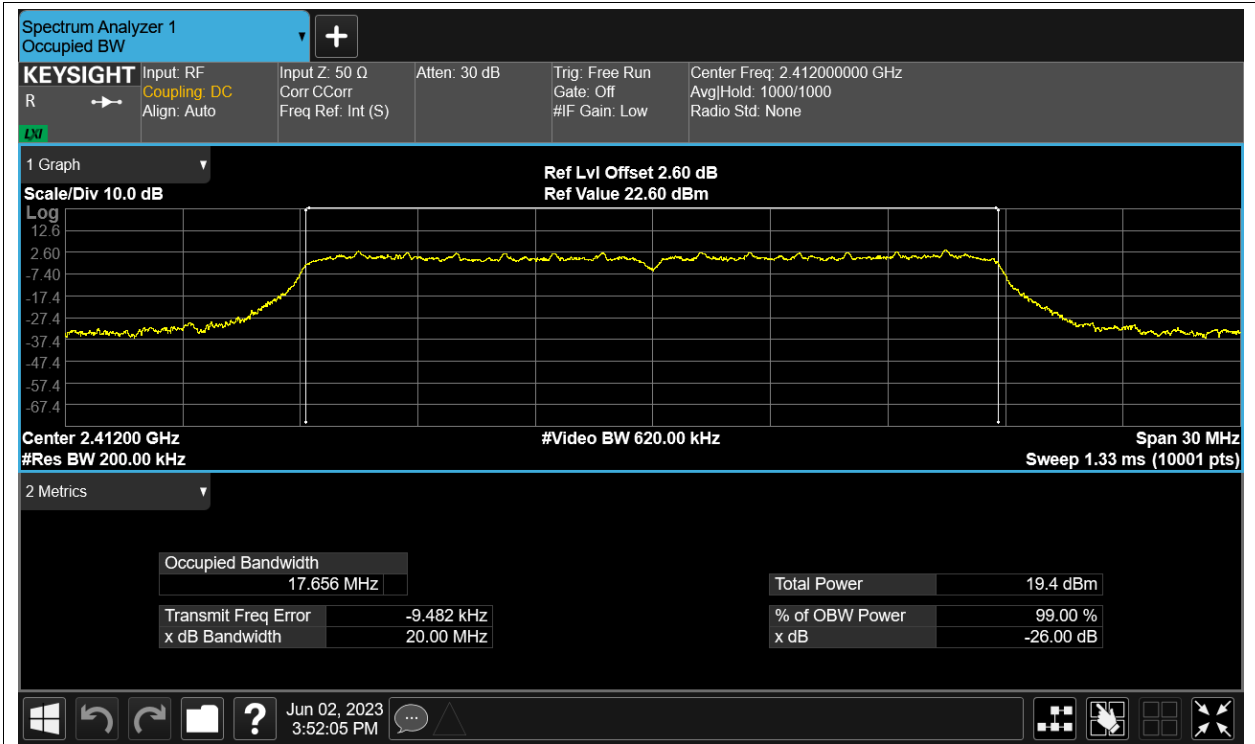 Spectrum Analyzer 1
Occupied BW
KEYSIGHT
R
LXI
Input: RF
Coupling: DC
Align: Auto
Input Z: 50 Ω
Corr CCorr
Freq Ref: Int (S)
Atten: 30 dB
Trig: Free Run
Gate: Off
#IF Gain: Low
Center Freq: 2.412000000 GHz
Avg|Hold: 1000/1000
Radio Std: None
1 Graph
Scale/Div 10.0 dB
Ref Lvl Offset 2.60 dB
Ref Value 22.60 dBm
Log
12.6
2.60
-7.40
-17.4
-27.4
-37.4
-47.4
-57.4
-67.4
Center 2.41200 GHz
#Res BW 200.00 kHz
#Video BW 620.00 kHz
Span 30 MHz
Sweep 1.33 ms (10001 pts)
2 Metrics
Occupied Bandwidth
17.656 MHz
Transmit Freq Error -9.482 kHz
x dB Bandwidth 20.00 MHz
Total Power 19.4 dBm
% of OBW Power 99.00 %
x dB -26.00 dB
?
Jun 02, 2023
3:52:05 PM